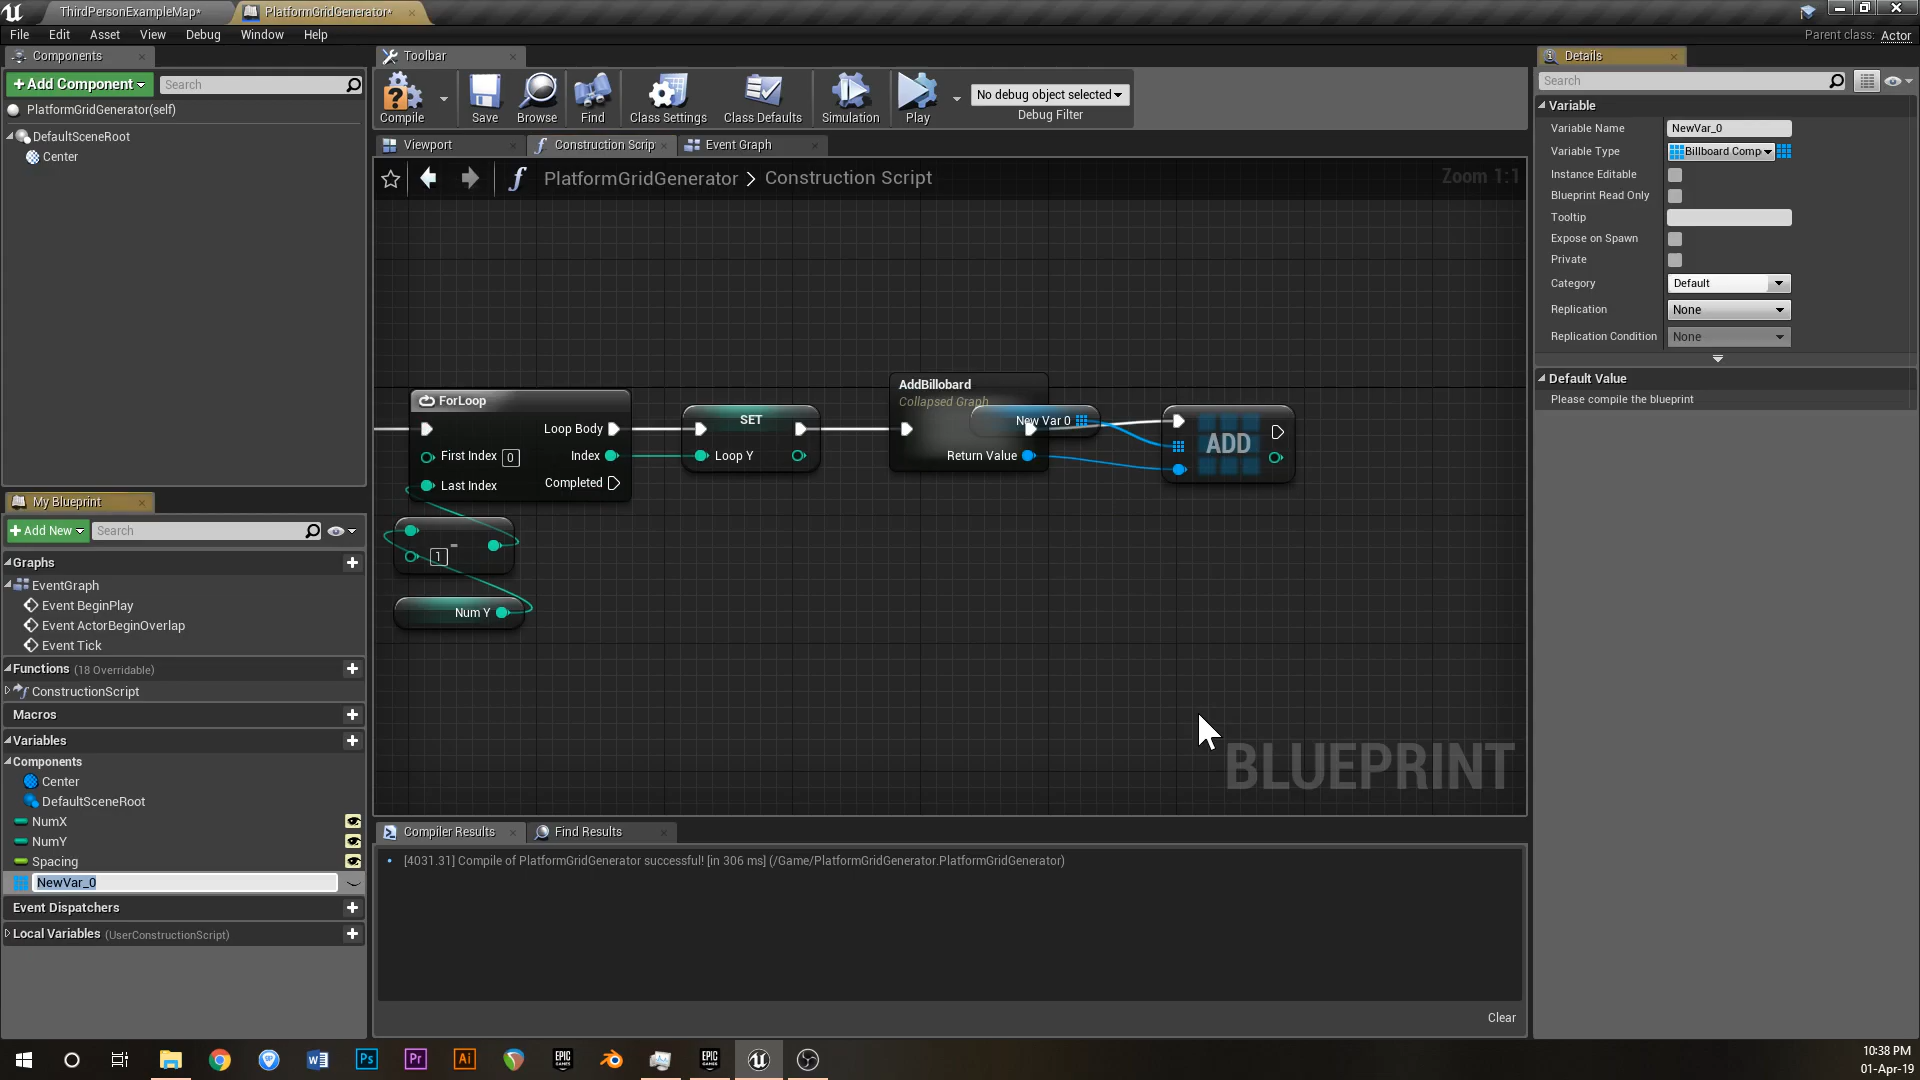 ThirdPersonExampleMap*
PlatformGridGenerator*
File Edit Asset View Debug Window Help
Parent class: Actor
Components
+ Add Component
Search
PlatformGridGenerator(self)
DefaultSceneRoot
Center
Toolbar
Compile
Save
Browse
Find
Class Settings
Class Defaults
Simulation
Play
No debug object selected
Debug Filter
Viewport
Construction Scrip
Event Graph
PlatformGridGenerator > Construction Script
Zoom 1:1
ForLoop
Loop Body
First Index 0
Index
Last Index
Completed
SET
Loop Y
AddBillobard
Collapsed Graph
New Var 0
Return Value
ADD
- 
1
Num Y
BLUEPRINT
My Blueprint
+ Add New
Search
Graphs
EventGraph
Event BeginPlay
Event ActorBeginOverlap
Event Tick
Functions (18 Overridable)
ConstructionScript
Macros
Variables
Components
Center
DefaultSceneRoot
NumX
NumY
Spacing
NewVar_0
Event Dispatchers
Local Variables (UserConstructionScript)
Compiler Results
Find Results
[4031.31] Compile of PlatformGridGenerator successful! [in 306 ms] (/Game/PlatformGridGenerator.PlatformGridGenerator)
Clear
Details
Search
Variable
Variable Name NewVar_0
Variable Type Billboard Comp
Instance Editable
Blueprint Read Only
Tooltip
Expose on Spawn
Private
Category Default
Replication None
Replication Condition None
Default Value
Please compile the blueprint
W
Ps
Pr
Ai
EPIC GAMES
EPIC GAMES
10:38 PM
01-Apr-19